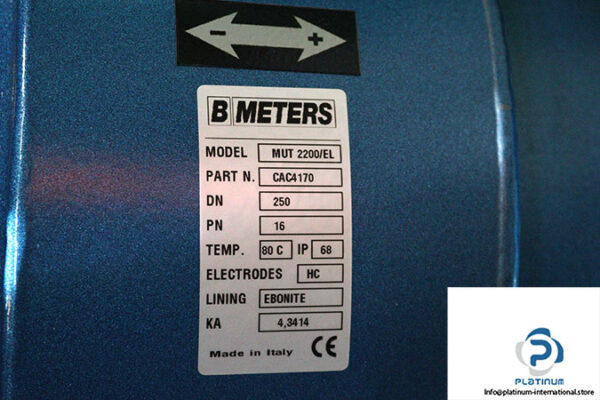 - +
B METERS
MODEL MUT 2200/EL
PART N. CAC4170
DN 250
PN 16
TEMP. 80 C IP 68
ELECTRODES HC
LINING EBONITE
KA 4,3414
Made in Italy CE
PLATINUM
Info@platinum-international.store